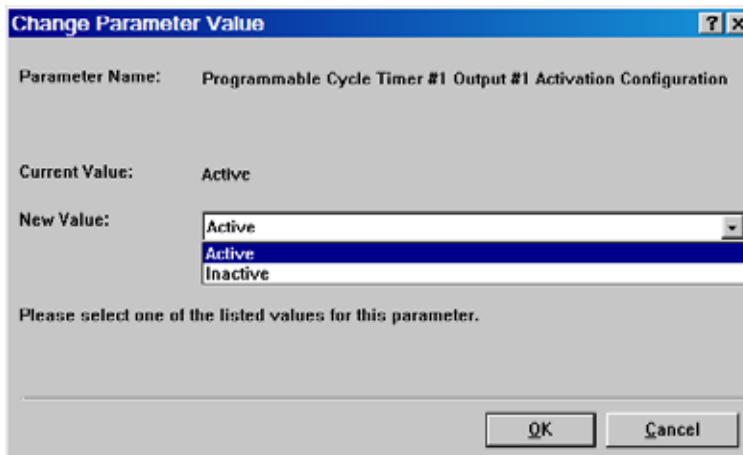 Change Parameter Value
Parameter Name: Programmable Cycle Timer #1 Output #1 Activation Configuration
Current Value: Active
New Value: Active
Active
Inactive
Please select one of the listed values for this parameter.
OK Cancel